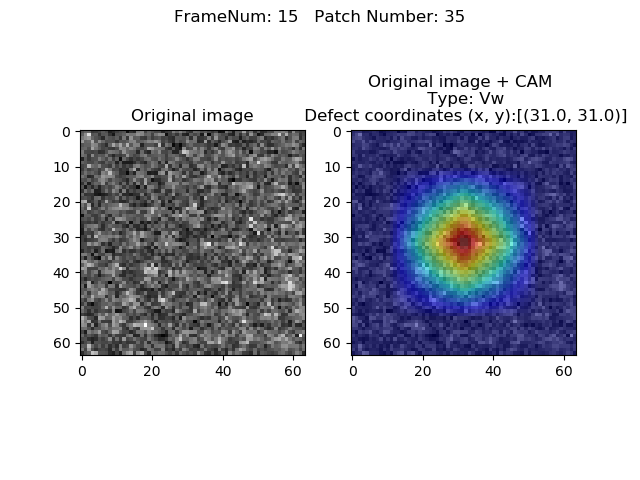 FrameNum: 15   Patch Number: 35
Original image
0
10
20
30
40
50
60
0 20 40 60
Original image + CAM
Type: Vw
Defect coordinates (x, y):[(31.0, 31.0)]
0
10
20
30
40
50
60
0 20 40 60